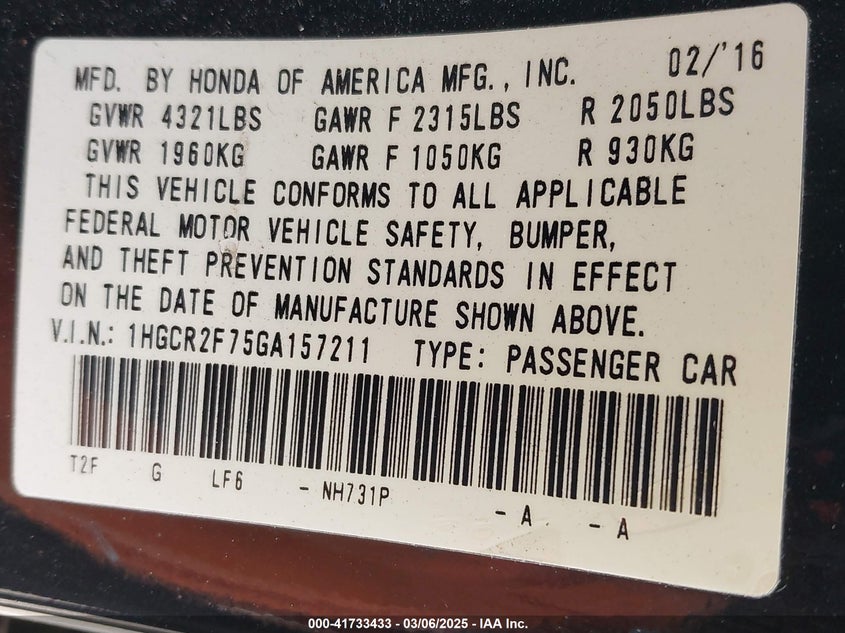 MFD. BY HONDA OF AMERICA MFG., INC. 02/'16
GVWR 4321LBS GAWR F 2315LBS R 2050LBS
GVWR 1960KG GAWR F 1050KG R 930KG
THIS VEHICLE CONFORMS TO ALL APPLICABLE
FEDERAL MOTOR VEHICLE SAFETY, BUMPER,
AND THEFT PREVENTION STANDARDS IN EFFECT
ON THE DATE OF MANUFACTURE SHOWN ABOVE.
V.I.N.: 1HGCR2F75GA157211 TYPE: PASSENGER CAR
T2F G LF6 - NH731P - A - A
000-41733433 - 03/06/2025 - IAA Inc.